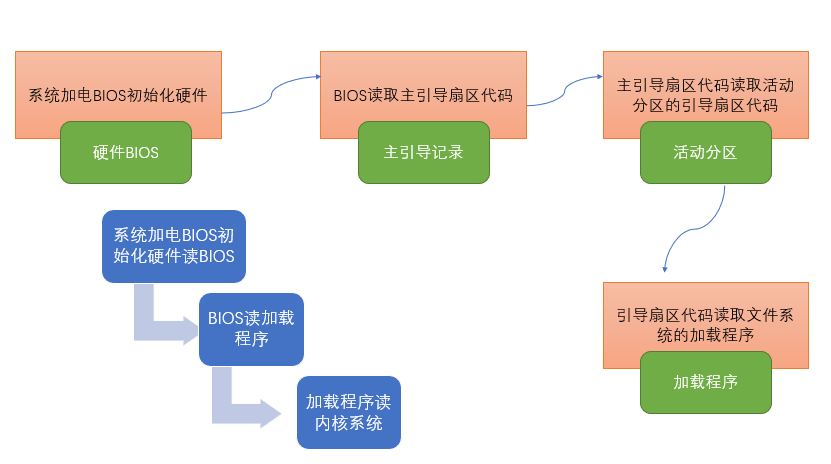 系统加电BIOS初始化硬件
硬件BIOS
BIOS读取主引导扇区代码
主引导记录
主引导扇区代码读取活动
分区的引导扇区代码
活动分区
引导扇区代码读取文件系
统的加载程序
加载程序
系统加电BIOS初
始化硬件读BIOS
BIOS读加载
程序
加载程序读
内核系统